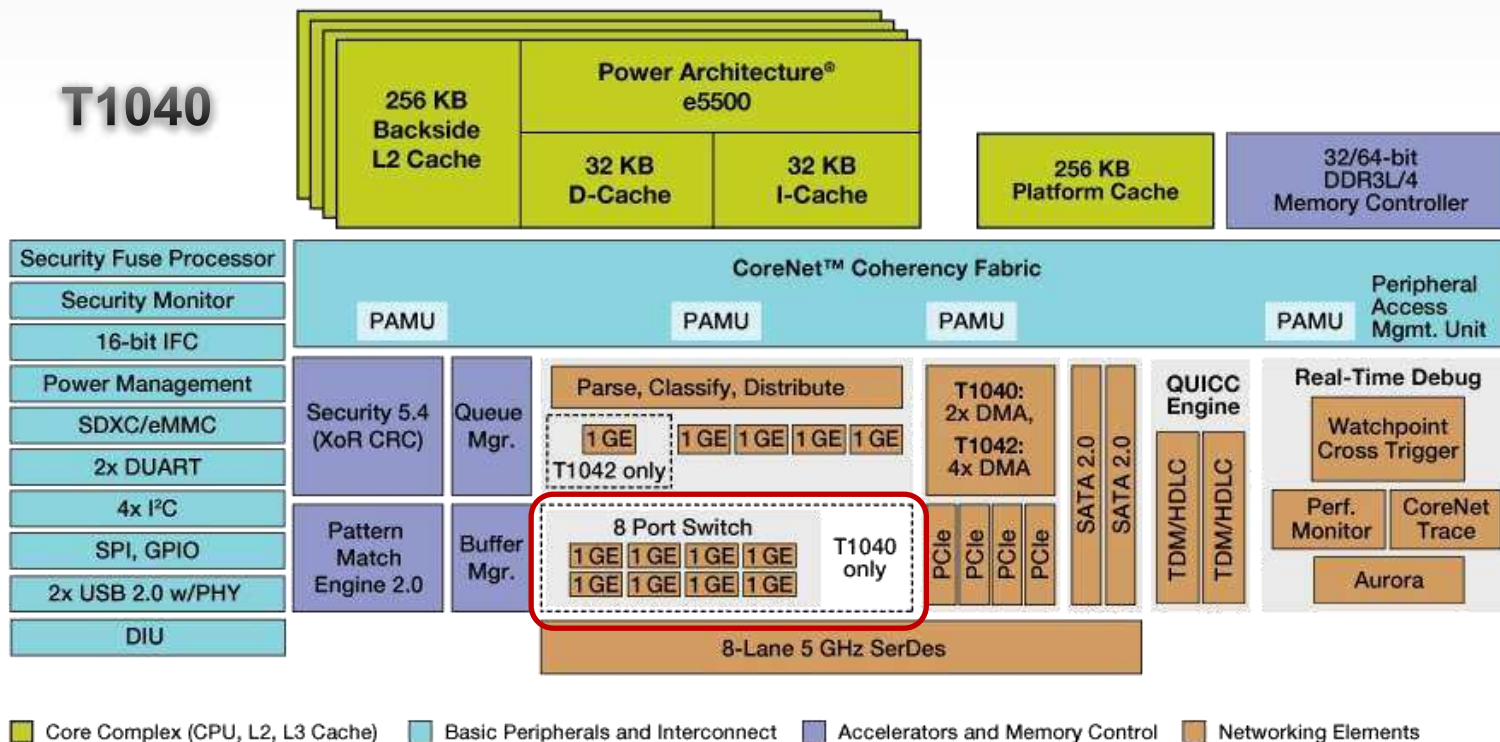 T1040
256 KB
Backside
L2 Cache
Power Architecture®
e5500
32 KB
D-Cache
32 KB
I-Cache
256 KB
Platform Cache
32/64-bit
DDR3L/4
Memory Controller
Security Fuse Processor
Security Monitor
16-bit IFC
Power Management
SDXC/eMMC
2x DUART
4x I²C
SPI, GPIO
2x USB 2.0 w/PHY
DIU
CoreNet™ Coherency Fabric
PAMU
PAMU
PAMU
PAMU
Peripheral
Access
Mgmt. Unit
Security 5.4
(XoR CRC)
Queue
Mgr.
Parse, Classify, Distribute
1 GE
T1042 only
1 GE 1 GE 1 GE 1 GE
T1040:
2x DMA,
T1042:
4x DMA
Pattern
Match
Engine 2.0
Buffer
Mgr.
8 Port Switch
1 GE 1 GE 1 GE 1 GE
1 GE 1 GE 1 GE 1 GE
T1040
only
PCIe
PCIe
PCIe
PCIe
SATA 2.0
SATA 2.0
QUICC
Engine
TDM/HDLC
TDM/HDLC
Real-Time Debug
Watchpoint
Cross Trigger
Perf.
Monitor
CoreNet
Trace
Aurora
8-Lane 5 GHz SerDes
Core Complex (CPU, L2, L3 Cache)
Basic Peripherals and Interconnect
Accelerators and Memory Control
Networking Elements